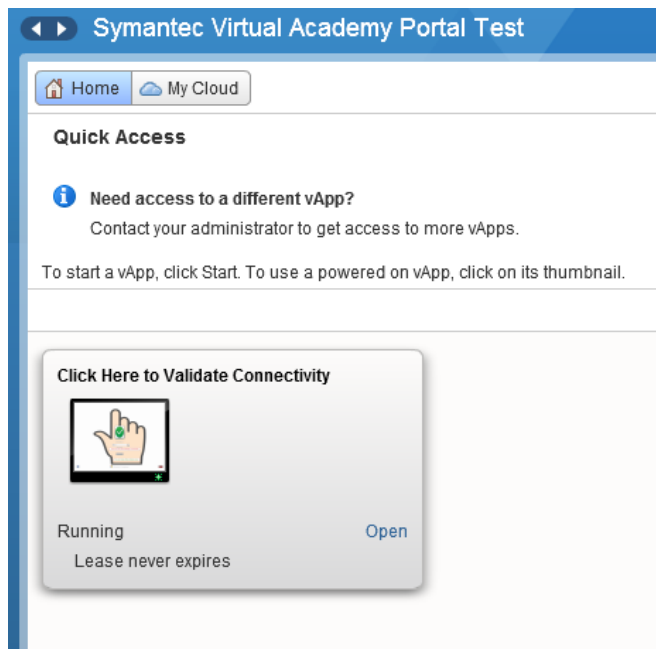 Symantec Virtual Academy Portal Test
Home My Cloud
Quick Access
Need access to a different vApp?
Contact your administrator to get access to more vApps.
To start a vApp, click Start. To use a powered on vApp, click on its thumbnail.
Click Here to Validate Connectivity
Running Open
Lease never expires